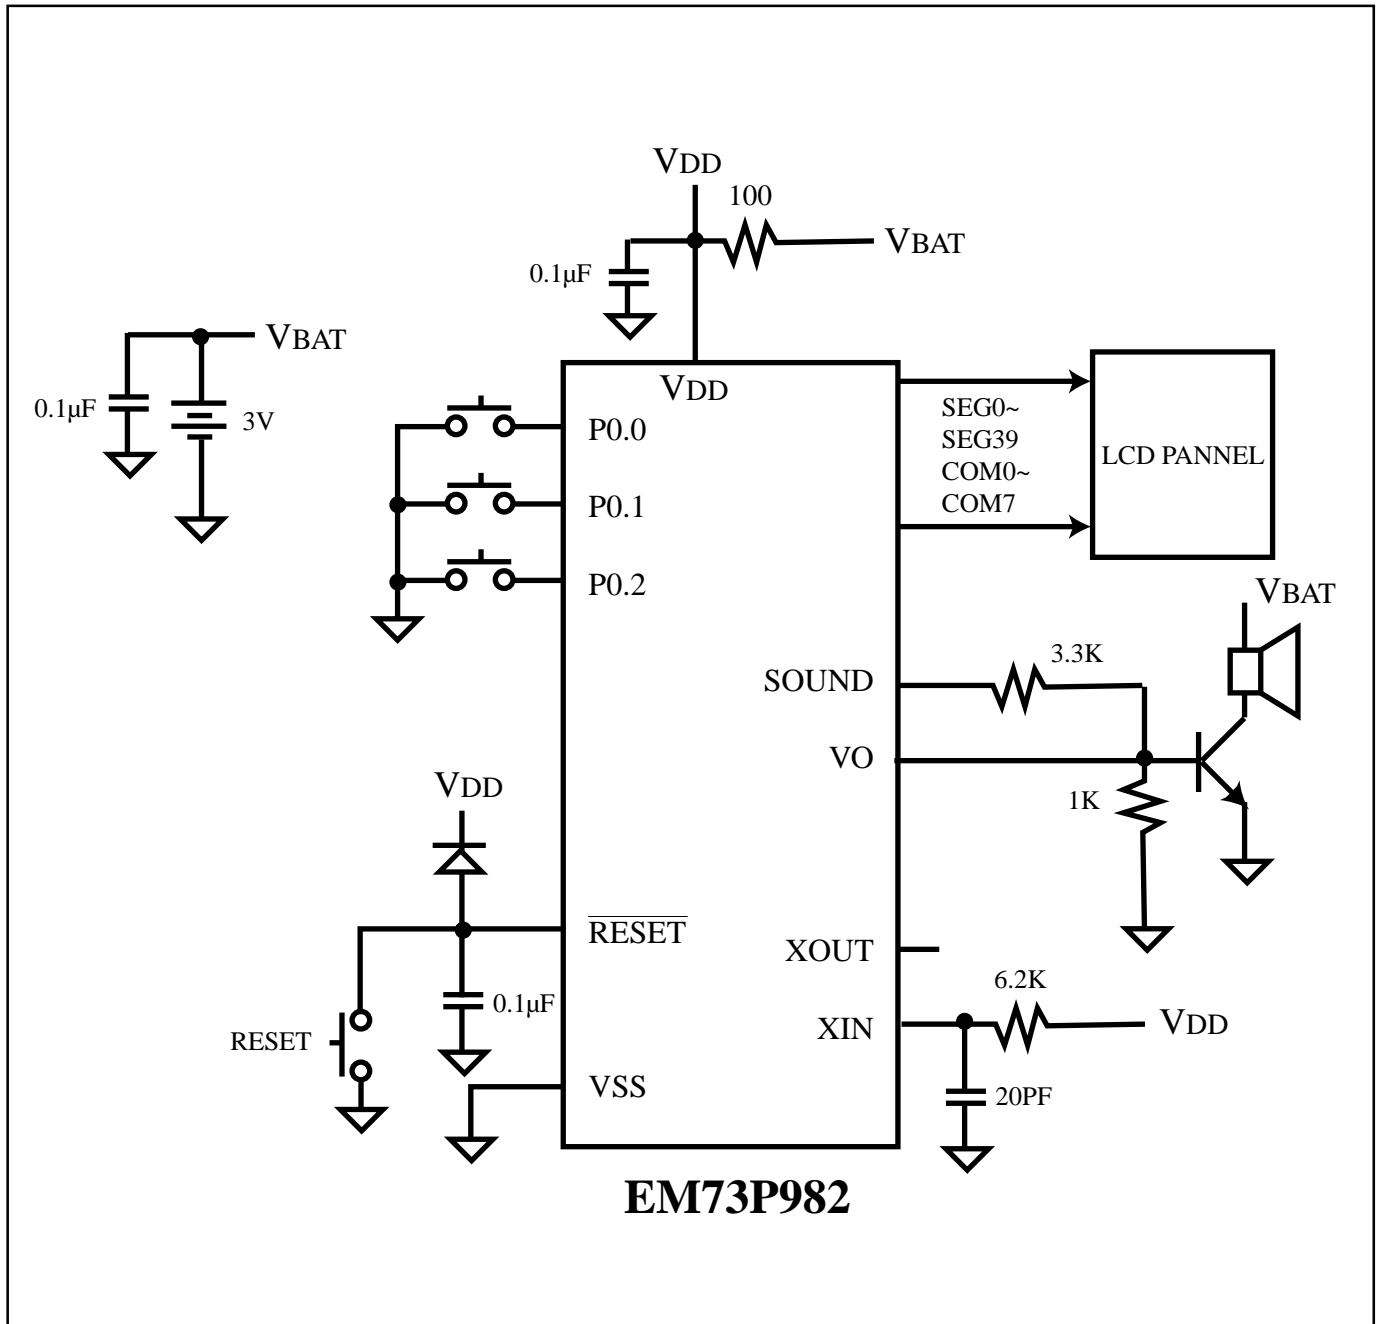 VDD
100
VBAT
0.1µF
VBAT
0.1µF
3V
VDD
P0.0
P0.1
P0.2
SEG0~
SEG39
COM0~
COM7
LCD PANNEL
VBAT
SOUND
3.3K
VO
1K
VDD
RESET
XOUT
0.1µF
6.2K
RESET
XIN
VDD
VSS
20PF
EM73P982